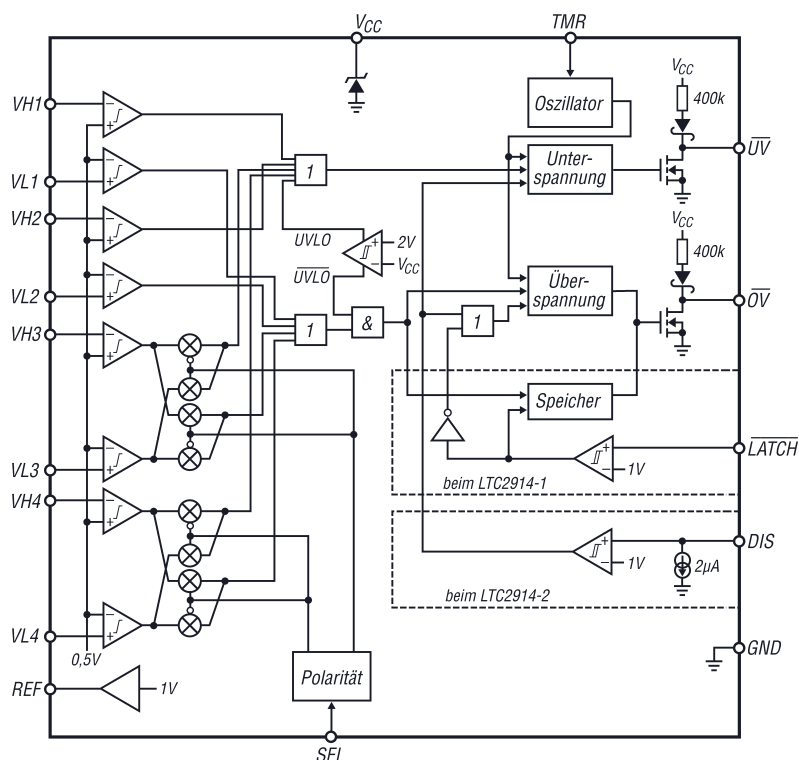 VCC
TMR
VH1
VL1
VH2
VL2
VH3
VL3
VH4
VL4
REF
0,5V
1V
1
UVLO
UVLO
2V
VCC
1
&
Oszillator
Unter-
spannung
Über-
spannung
1
Speicher
1V
beim LTC2914-1
1V
2µA
beim LTC2914-2
Polarität
SEL
VCC
400k
UV
VCC
400k
OV
LATCH
DIS
GND